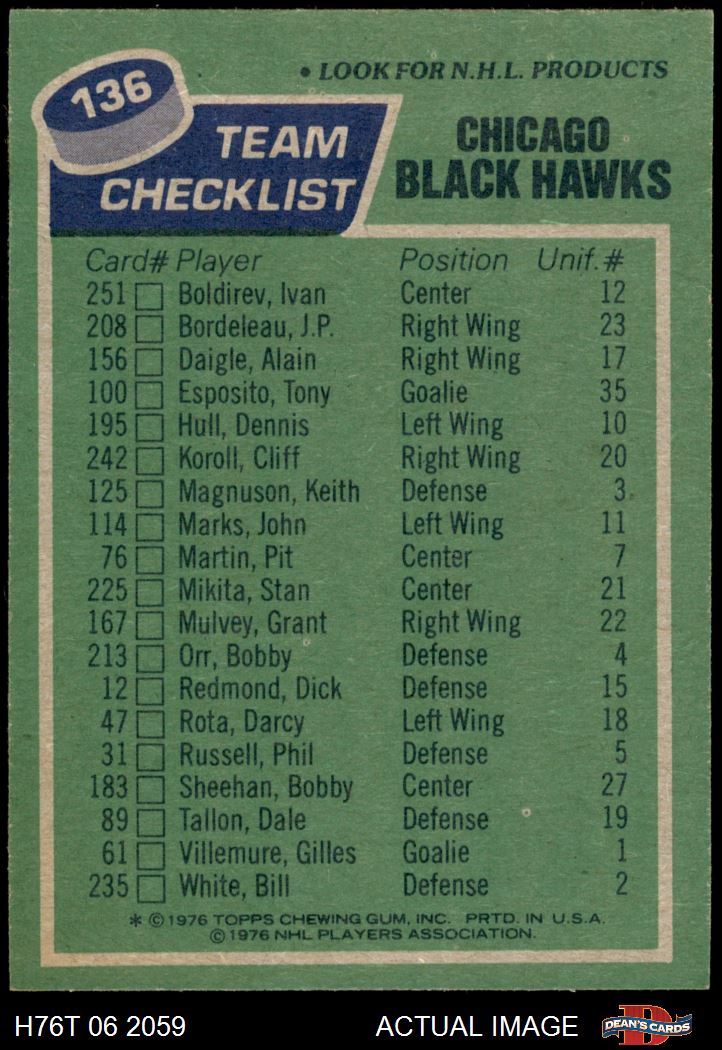 136
• LOOK FOR N.H.L. PRODUCTS
TEAM CHECKLIST
CHICAGO BLACK HAWKS
Card# Player Position Unif. #
251 Boldirev, Ivan Center 12
208 Bordeleau, J.P. Right Wing 23
156 Daigle, Alain Right Wing 17
100 Esposito, Tony Goalie 35
195 Hull, Dennis Left Wing 10
242 Koroll, Cliff Right Wing 20
125 Magnuson, Keith Defense 3
114 Marks, John Left Wing 11
76 Martin, Pit Center 7
225 Mikita, Stan Center 21
167 Mulvey, Grant Right Wing 22
213 Orr, Bobby Defense 4
12 Redmond, Dick Defense 15
47 Rota, Darcy Left Wing 18
31 Russell, Phil Defense 5
183 Sheehan, Bobby Center 27
89 Tallon, Dale Defense 19
61 Villemure, Gilles Goalie 1
235 White, Bill Defense 2
* © 1976 TOPPS CHEWING GUM, INC. PRTD. IN U.S.A.
© 1976 NHL PLAYERS ASSOCIATION.
H76T 06 2059 ACTUAL IMAGE D DEAN'S CARDS